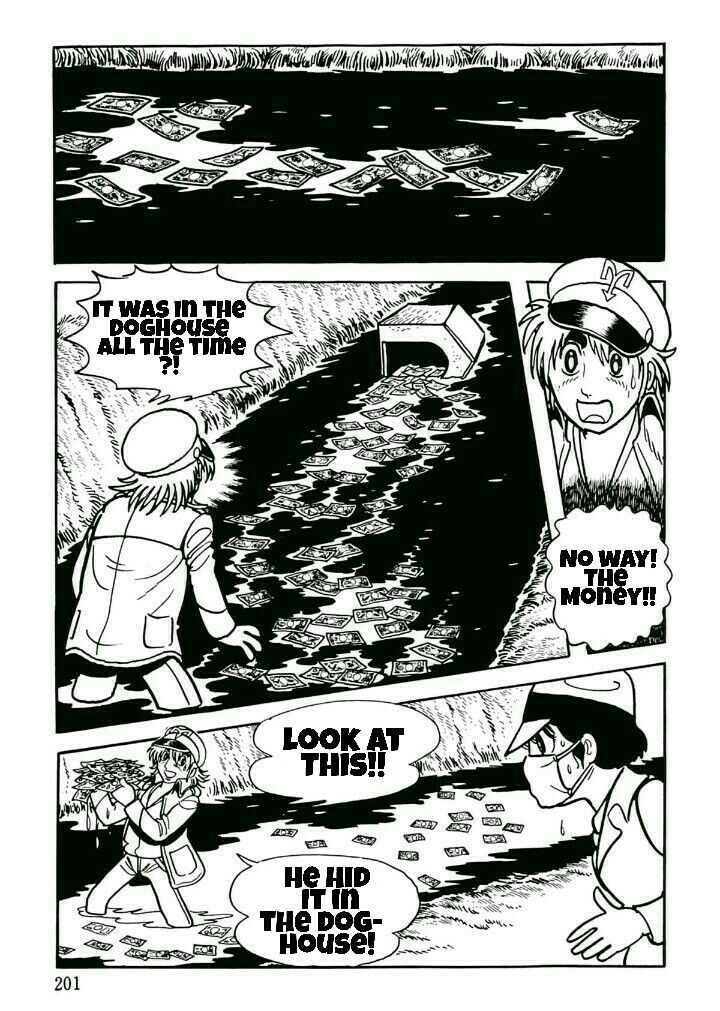 IT WAS IN THE
DOGHOUSE
ALL THE TIME
?!
NO WAY!
THE
MONEY!!
LOOK AT
THIS!!
HE HID
IT IN
THE DOG-
HOUSE!
201